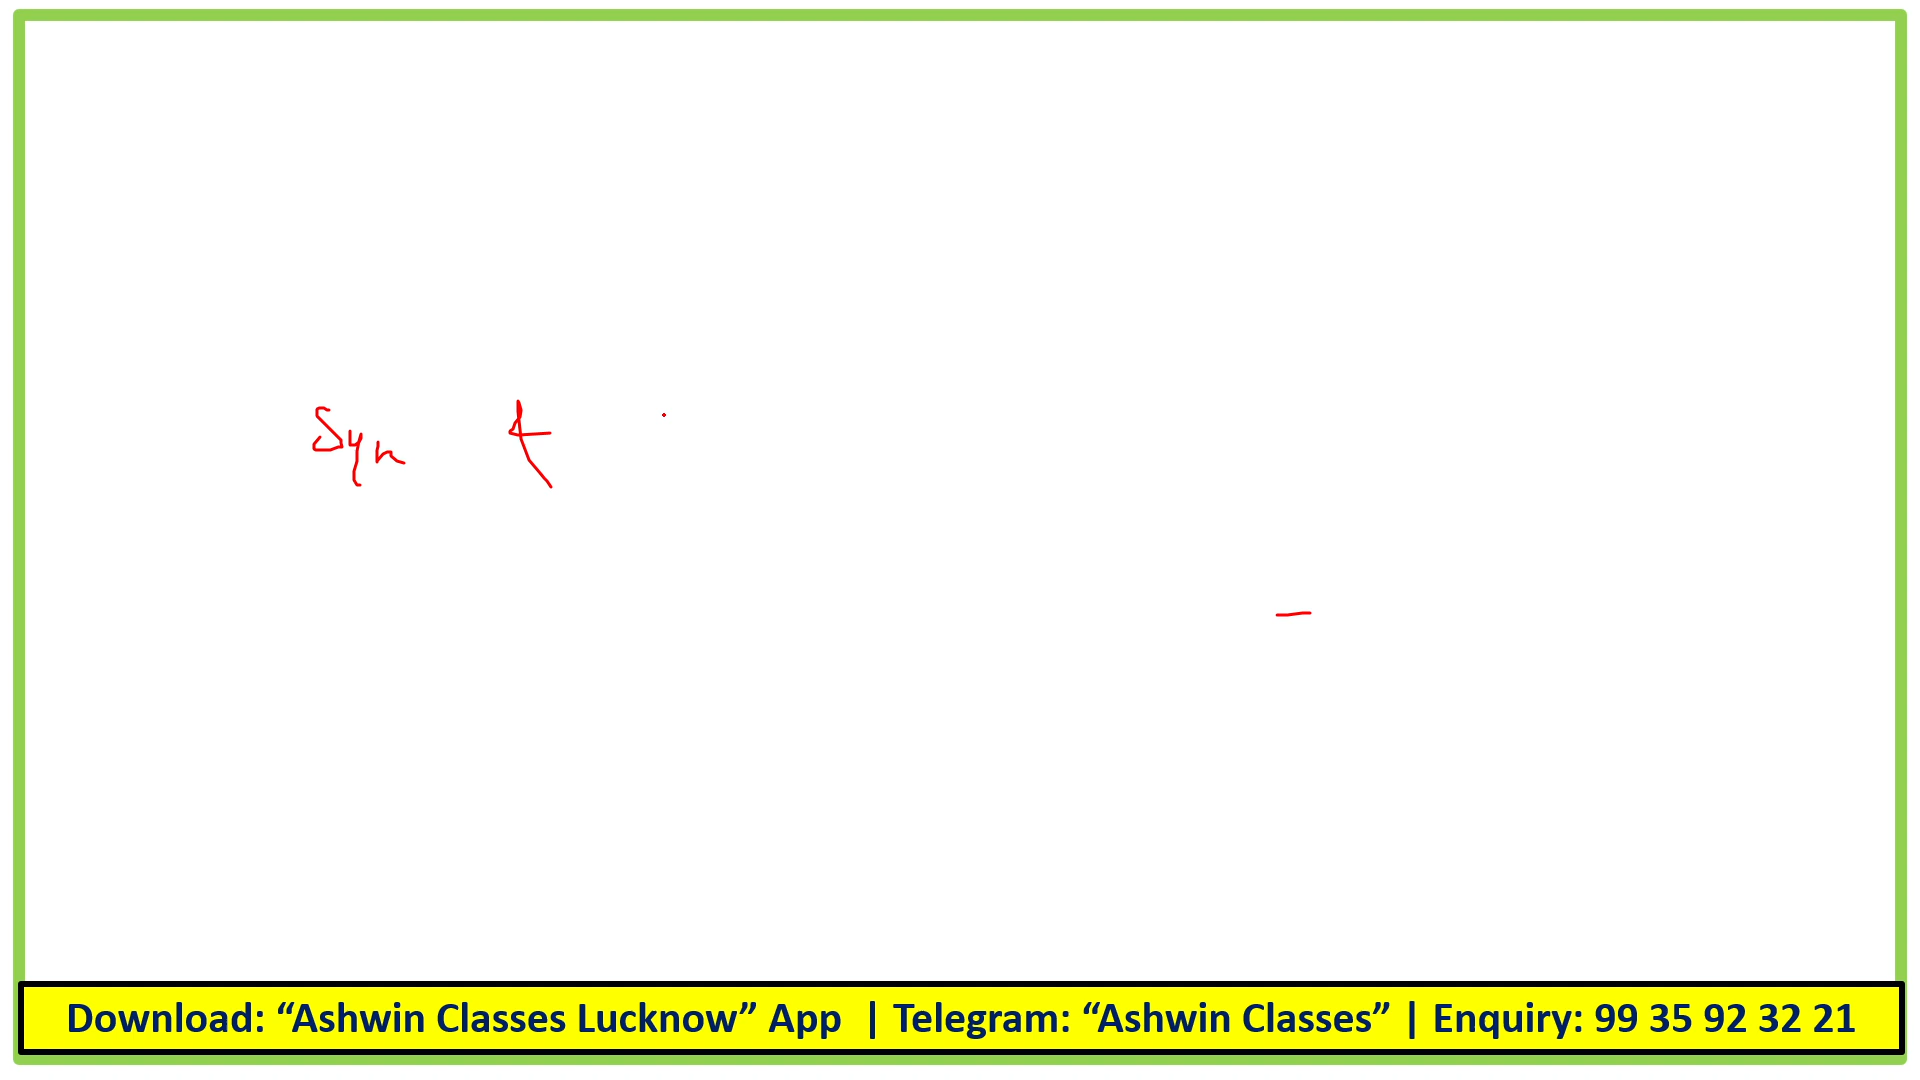 Syn
Download: “Ashwin Classes Lucknow” App | Telegram: “Ashwin Classes” | Enquiry: 99 35 92 32 21